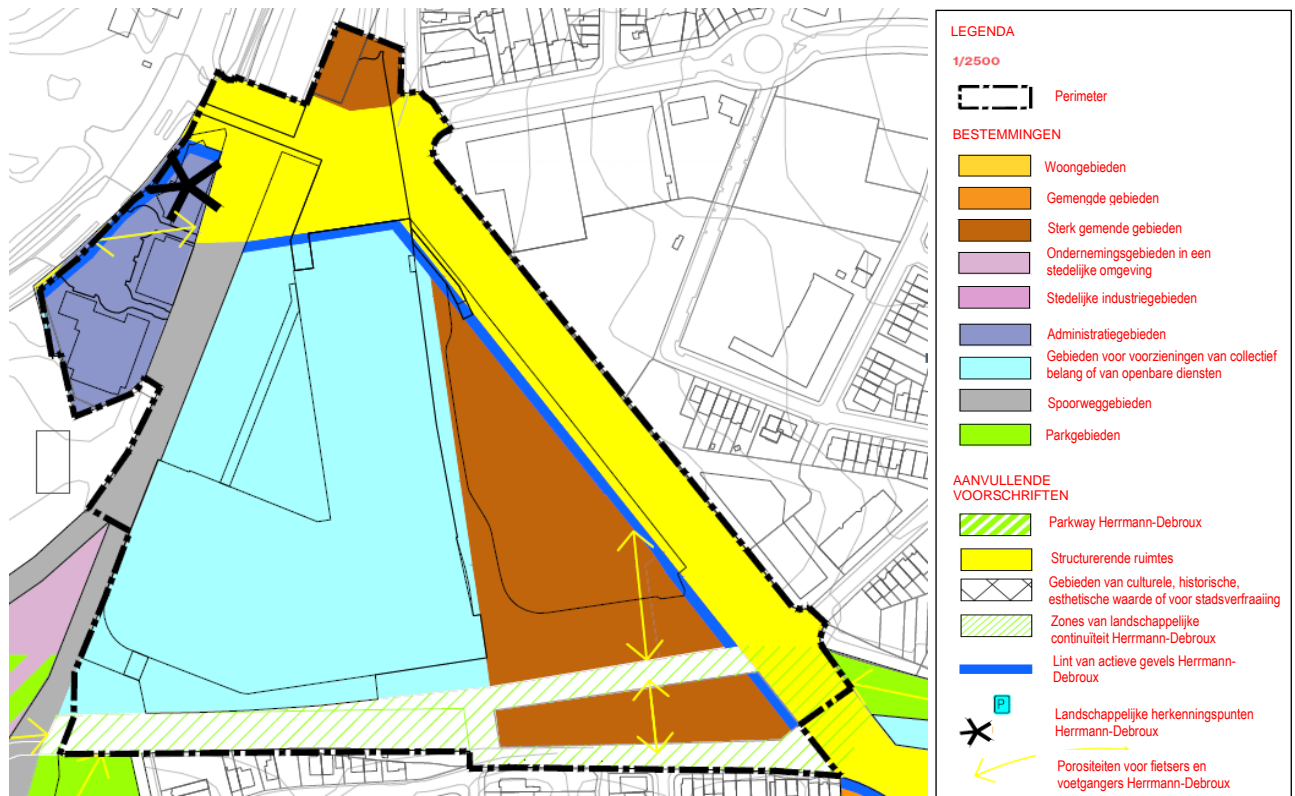 LEGENDA
1/2500
Perimeter
BESTEMMINGEN
Woongebieden
Gemengde gebieden
Sterk gemende gebieden
Ondernemingsgebieden in een
stedelijke omgeving
Stedelijke industriegebieden
Administratiegebieden
Gebieden voor voorzieningen van collectief
belang of van openbare diensten
Spoorweggebieden
Parkgebieden
AANVULLENDE
VOORSCHRIFTEN
Parkway Herrmann-Debroux
Structurerende ruimtes
Gebieden van culturele, historische,
esthetische waarde of voor stadsverfraaiing
Zones van landschappelijke
continuïteit Herrmann-Debroux
Lint van actieve gevels Herrmann-
Debroux
P
Landschappelijke herkenningspunten
Herrmann-Debroux
Porositeiten voor fietsers en
voetgangers Herrmann-Debroux